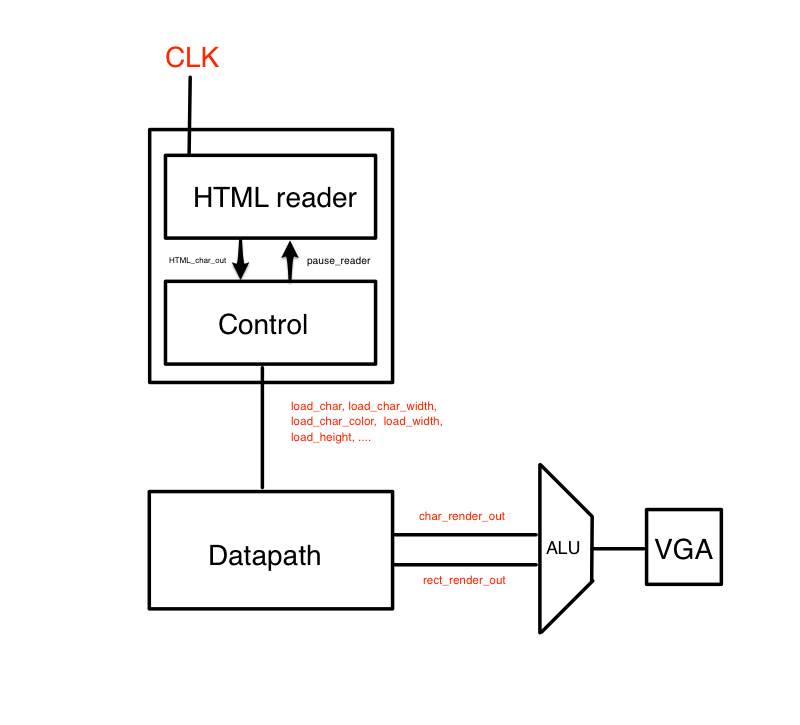 CLK
HTML reader
HTML_char_out
pause_reader
Control
load_char, load_char_width,
load_char_color, load_width,
load_height, ....
Datapath
char_render_out
rect_render_out
ALU
VGA